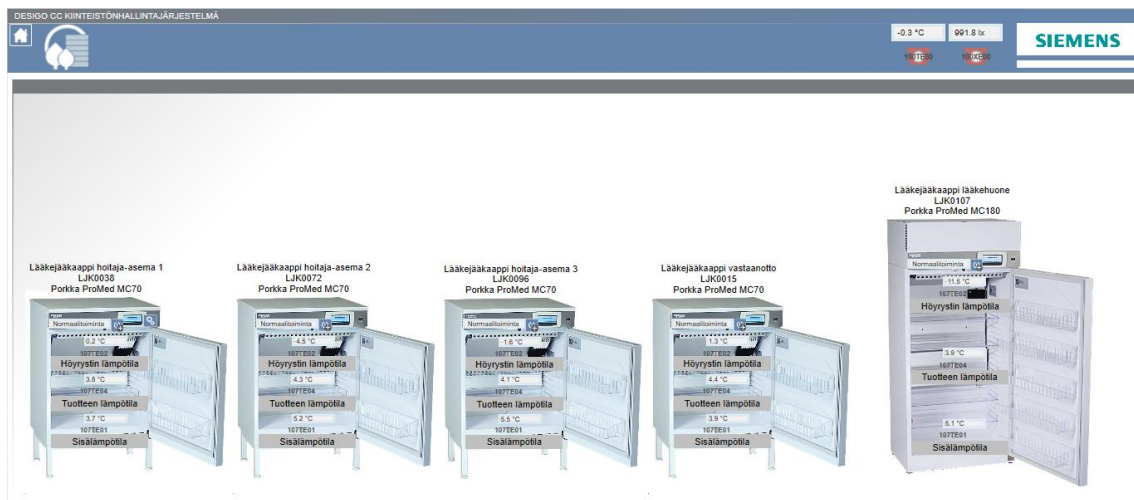 DESIGO CC KIINTEISTÖNHALLINTAJÄRJESTELMÄ
-0.3 °C 991.8 lx
100TE00 100XE00
SIEMENS
Lääkejääkaappi hoitaja-asema 1
LJK0038
Porkka ProMed MC70
Normaalitoiminta
0.2 °C
107TE02
Höyrystin lämpötila
3.8 °C
107TE04
Tuotteen lämpötila
3.7 °C
107TE01
Sisälämpötila
Lääkejääkaappi hoitaja-asema 2
LJK0072
Porkka ProMed MC70
Normaalitoiminta
-4.5 °C
107TE02
Höyrystin lämpötila
4.3 °C
107TE04
Tuotteen lämpötila
5.2 °C
107TE01
Sisälämpötila
Lääkejääkaappi hoitaja-asema 3
LJK0096
Porkka ProMed MC70
Normaalitoiminta
-1.6 °C
107TE02
Höyrystin lämpötila
4.1 °C
107TE04
Tuotteen lämpötila
5.5 °C
107TE01
Sisälämpötila
Lääkejääkaappi vastaanotto
LJK0015
Porkka ProMed MC70
Normaalitoiminta
1.3 °C
107TE02
Höyrystin lämpötila
4.4 °C
107TE04
Tuotteen lämpötila
3.9 °C
107TE01
Sisälämpötila
Lääkejääkaappi lääkehuone
LJK0107
Porkka ProMed MC180
Normaalitoiminta
-11.5 °C
107TE02
Höyrystin lämpötila
3.9 °C
107TE04
Tuotteen lämpötila
5.1 °C
107TE01
Sisälämpötila